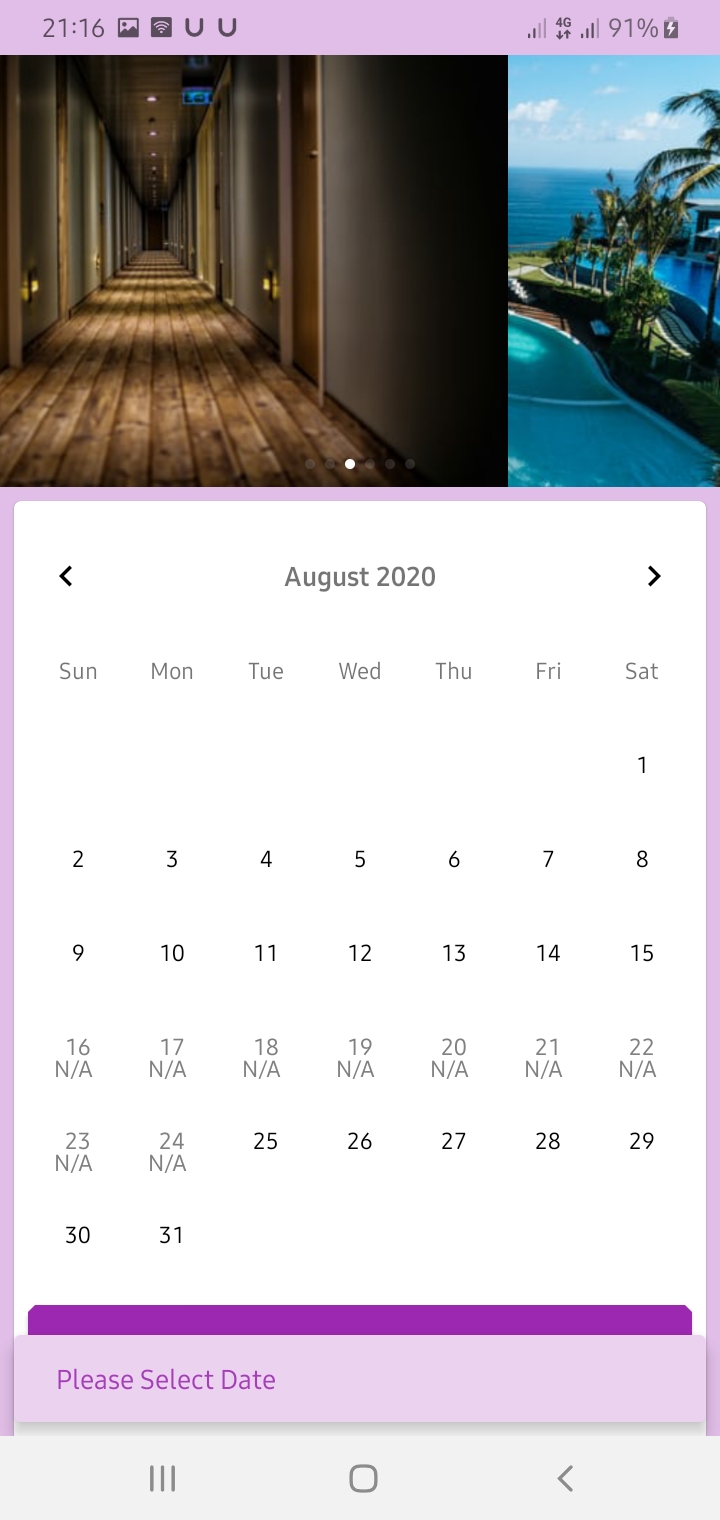 21:16 4G 91%
August 2020
Sun Mon Tue Wed Thu Fri Sat
1
2 3 4 5 6 7 8
9 10 11 12 13 14 15
16 17 18 19 20 21 22
N/A N/A N/A N/A N/A N/A N/A
23 24 25 26 27 28 29
N/A N/A
30 31
Please Select Date